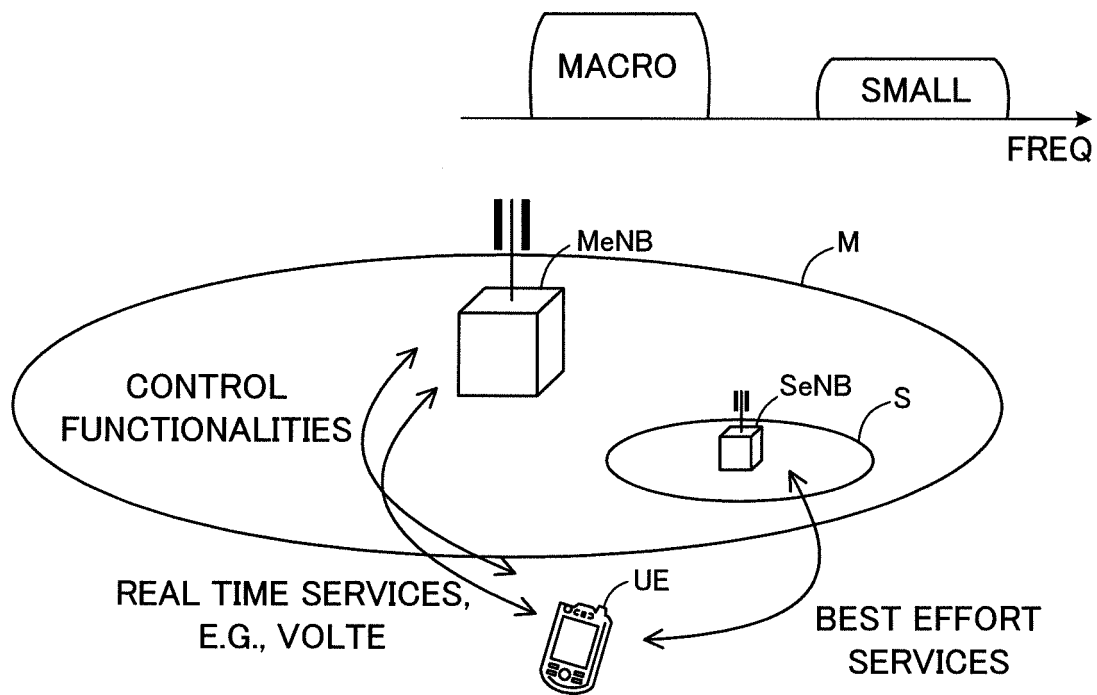 MACRO
SMALL
FREQ
MeNB
M
CONTROL
FUNCTIONALITIES
SeNB
S
REAL TIME SERVICES,
E.G., VOLTE
UE
BEST EFFORT
SERVICES